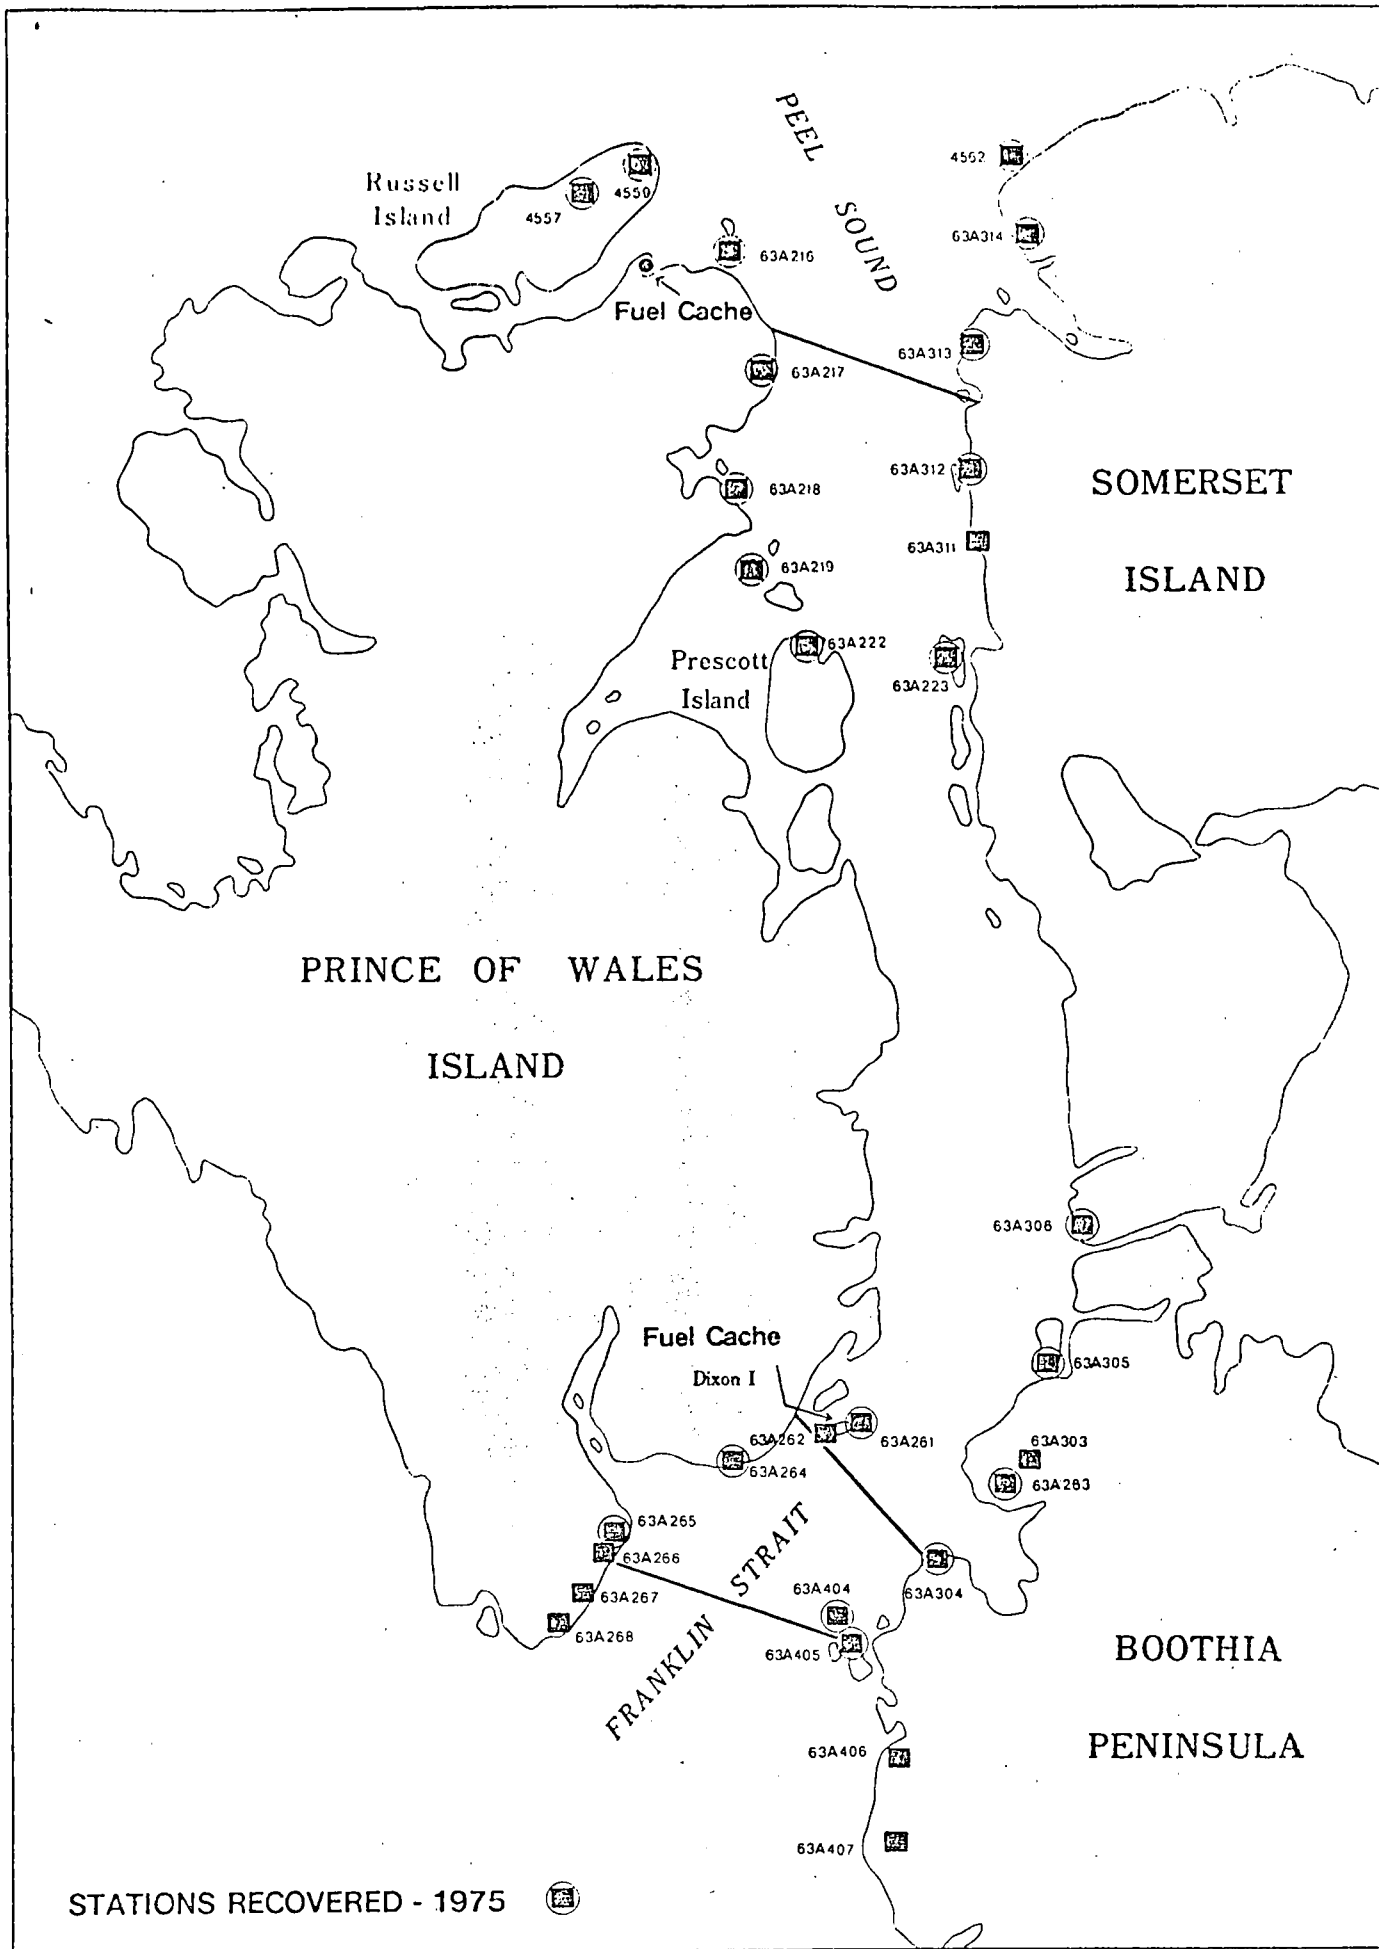 PEEL
SOUND
4562
Russell
Island
4550
4557
63A314
63A216
Fuel Cache
63A313
63A217
63A312
SOMERSET
63A218
63A311
63A219
ISLAND
63A222
Prescott
Island
63A223
PRINCE OF WALES
ISLAND
63A308
Fuel Cache
Dixon I
63A305
63A262
63A261
63A303
63A264
63A263
63A265
63A266
STRAIT
63A267
63A404
63A304
63A268
63A405
FRANKLIN
BOOTHIA
63A406
PENINSULA
63A407
STATIONS RECOVERED - 1975